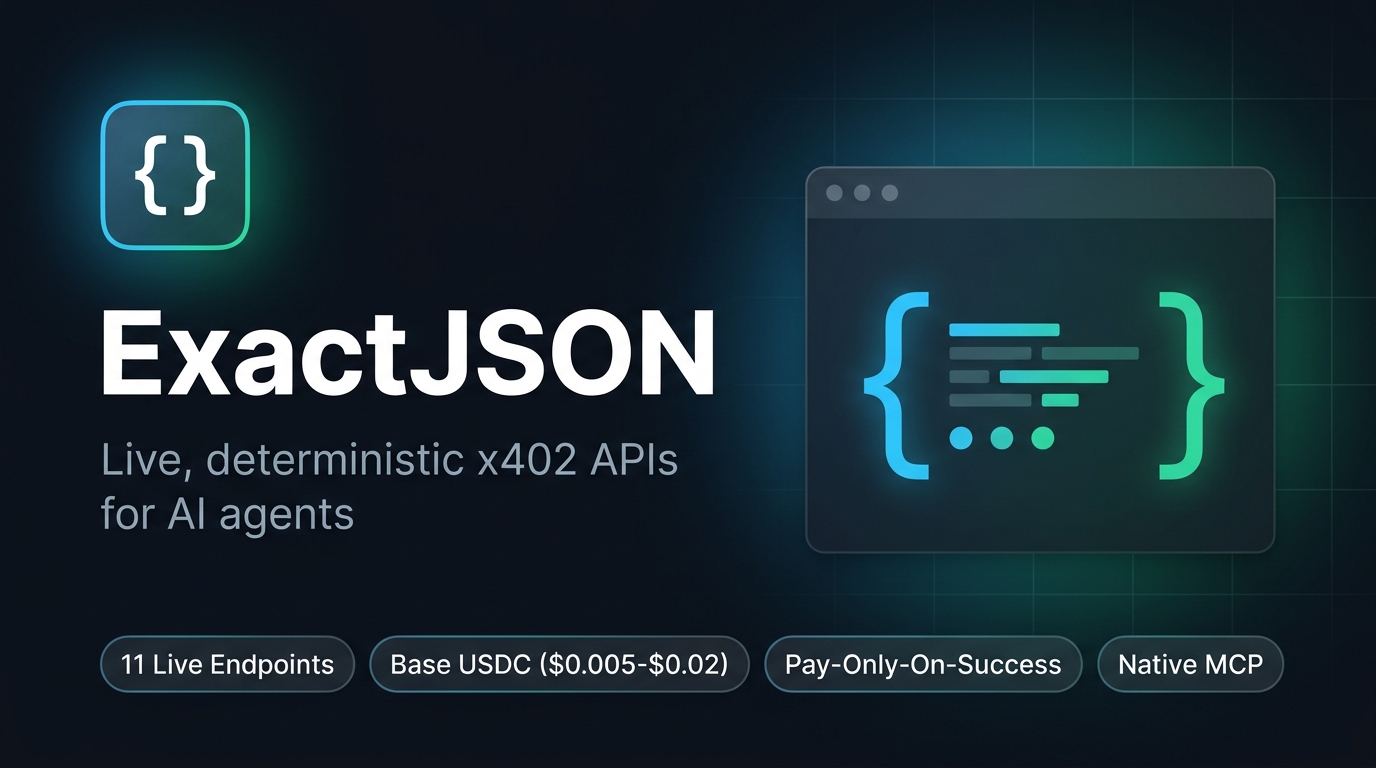 {}
ExactJSON
Live, deterministic x402 APIs
for AI agents
{ }
11 Live Endpoints
Base USDC ($0.005-$0.02)
Pay-Only-On-Success
Native MCP